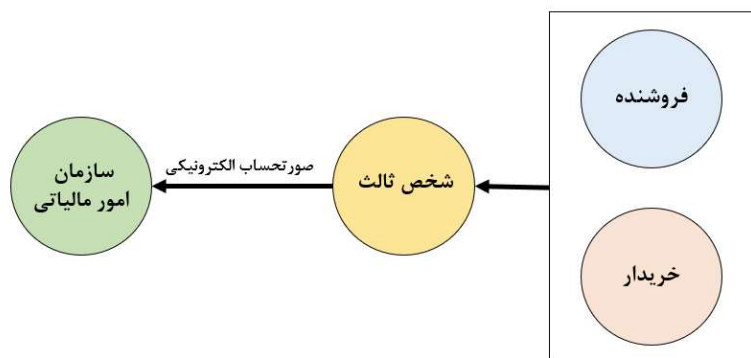 فروشنده
خریدار
شخص ثالث
صورتحساب الکترونیکی
سازمان
امور مالیاتی